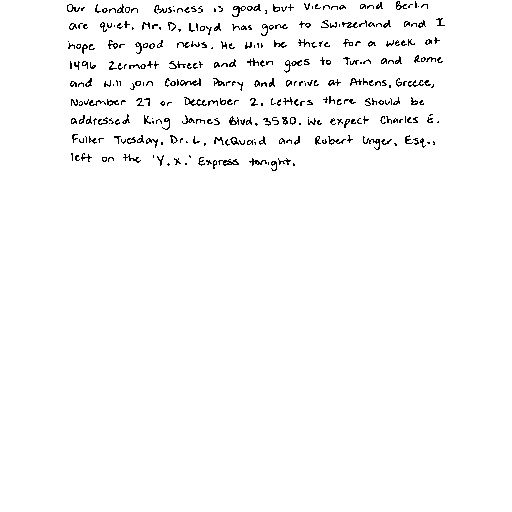 Our London Business is good, but Vienna and Berlin
are quiet. Mr. D. Lloyd has gone to Switzerland and I
hope for good news. He will be there for a week at
1496 Zermott Street and then goes to Turin and Rome
and will join Colonel Parry and arrive at Athens, Greece,
November 27 or December 2. Letters there should be
addressed King James Blvd. 3580. We expect Charles E.
Fuller Tuesday. Dr. L. McQuaid and Robert Unger, Esq.,
left on the 'Y.X.' Express tonight.